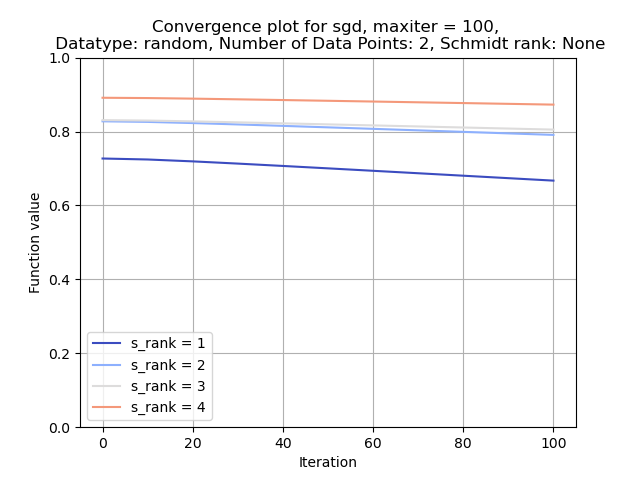 Convergence plot for sgd, maxiter = 100,
Datatype: random, Number of Data Points: 2, Schmidt rank: None
1.0
0.8
0.6
0.4
0.2
0.0
Function value
s_rank = 1
s_rank = 2
s_rank = 3
s_rank = 4
0 20 40 60 80 100
Iteration